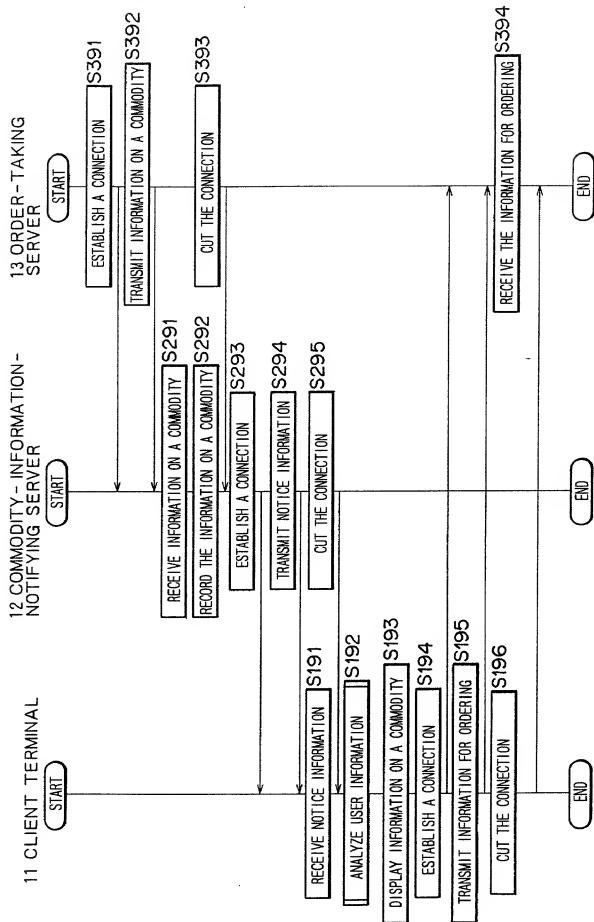 11 CLIENT TERMINAL
START
RECEIVE NOTICE INFORMATION
S191
ANALYZE USER INFORMATION
S192
DISPLAY INFORMATION ON A COMMODITY
S193
ESTABLISH A CONNECTION
S194
TRANSMIT INFORMATION FOR ORDERING
S195
CUT THE CONNECTION
S196
END
12 COMMODITY-INFORMATION-
NOTIFYING SERVER
START
RECEIVE INFORMATION ON A COMMODITY
S291
RECORD THE INFORMATION ON A COMMODITY
S292
ESTABLISH A CONNECTION
S293
TRANSMIT NOTICE INFORMATION
S294
CUT THE CONNECTION
S295
END
13 ORDER-TAKING
SERVER
START
ESTABLISH A CONNECTION
S391
TRANSMIT INFORMATION ON A COMMODITY
S392
CUT THE CONNECTION
S393
RECEIVE THE INFORMATION FOR ORDERING
S394
END